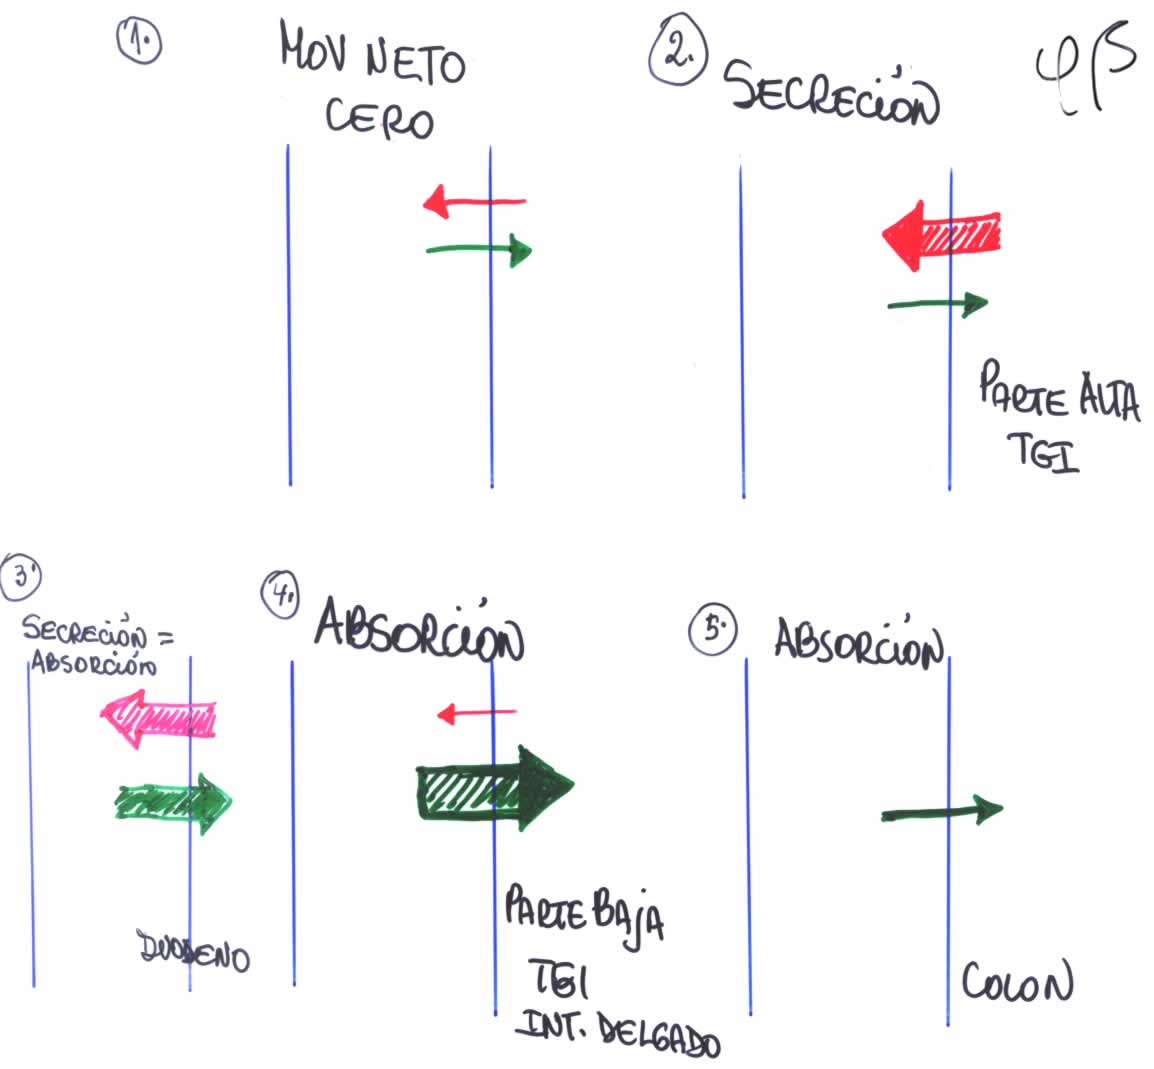 1.
MOV NETO
CERO
2.
SECRECIÓN
PARTE ALTA
TGI
3.
SECRECIÓN =
ABSORCIÓN
DUODENO
4.
ABSORCIÓN
PARTE BAJA
TGI
INT. DELGADO
5.
ABSORCIÓN
COLON